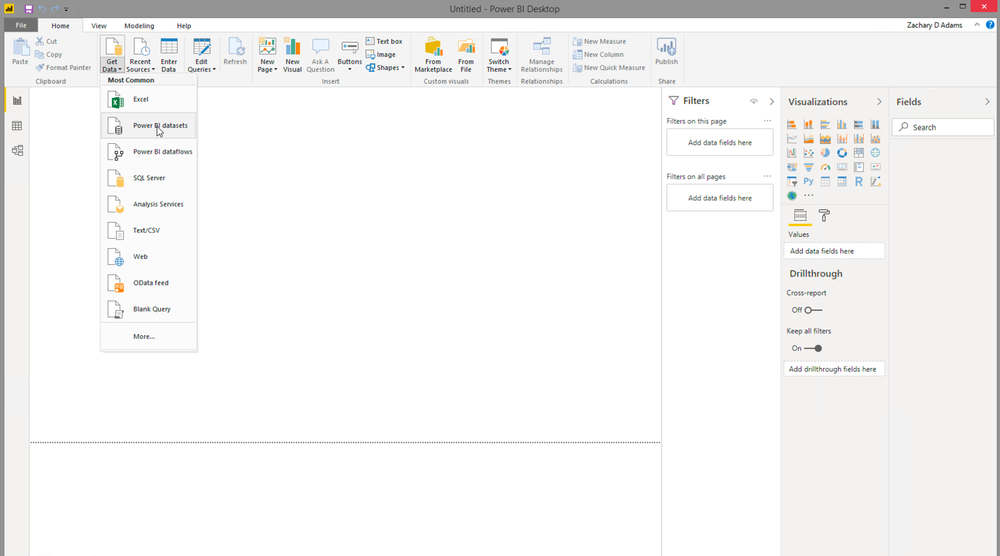 Untitled - Power BI Desktop
File
Home
View
Modeling
Help
Zachary D Adams
Paste
Cut
Copy
Format Painter
Clipboard
Get Data
Recent Sources
Enter Data
Edit Queries
Refresh
New Page
New Visual
Ask A Question
Buttons
Text box
Image
Shapes
Insert
From Marketplace
From File
Custom visuals
Switch Theme
Themes
Manage Relationships
Relationships
New Measure
New Column
New Quick Measure
Calculations
Publish
Share
Most Common
Excel
Power BI datasets
Power BI dataflows
SQL Server
Analysis Services
Text/CSV
Web
OData feed
Blank Query
More...
Filters
Filters on this page
Add data fields here
Filters on all pages
Add data fields here
Visualizations
Py
R
123
Values
Add data fields here
Drillthrough
Cross-report
Off
Keep all filters
On
Add drillthrough fields here
Fields
Search